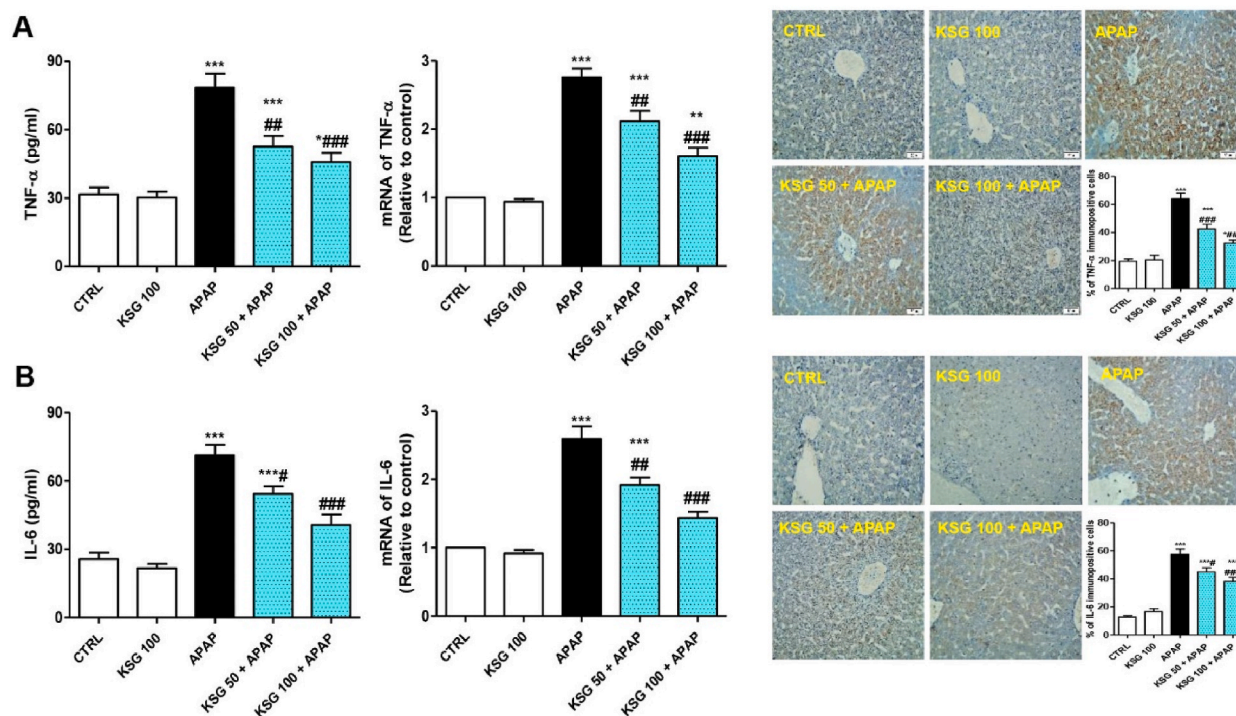 A
TNF-α (pg/ml)
90
60
30
0
***
***
##
*###
CTRL
KSG 100
APAP
KSG 50 + APAP
KSG 100 + APAP
mRNA of TNF-α
(Relative to control)
3
2
1
0
***
***
##
**
###
CTRL
KSG 100
APAP
KSG 50 + APAP
KSG 100 + APAP
CTRL
KSG 100
APAP
KSG 50 + APAP
KSG 100 + APAP
% of TNF-α immunopositive cells
80
60
40
20
0
***
***
###
*##
CTRL
KSG 100
APAP
KSG 50 + APAP
KSG 100 + APAP
B
IL-6 (pg/ml)
90
60
30
0
***
***#
###
CTRL
KSG 100
APAP
KSG 50 + APAP
KSG 100 + APAP
mRNA of IL-6
(Relative to control)
3
2
1
0
***
***
##
###
CTRL
KSG 100
APAP
KSG 50 + APAP
KSG 100 + APAP
CTRL
KSG 100
APAP
KSG 50 + APAP
KSG 100 + APAP
% of IL-6 immunopositive cells
80
60
40
20
0
***
***#
***
##
CTRL
KSG 100
APAP
KSG 50 + APAP
KSG 100 + APAP